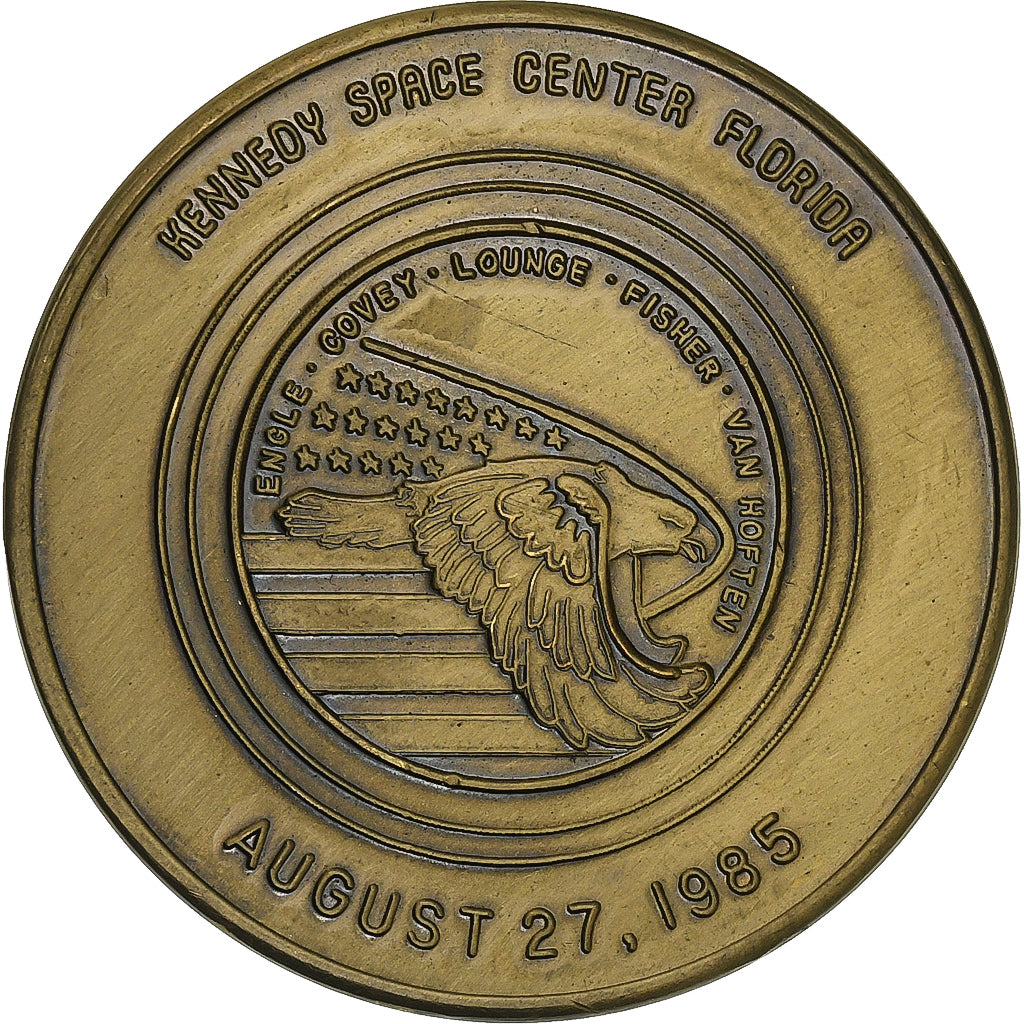 KENNEDY SPACE CENTER FLORIDA
ENGLE · COVEY · LOUNGE · FISHER · VAN HOFTEN
AUGUST 27, 1985